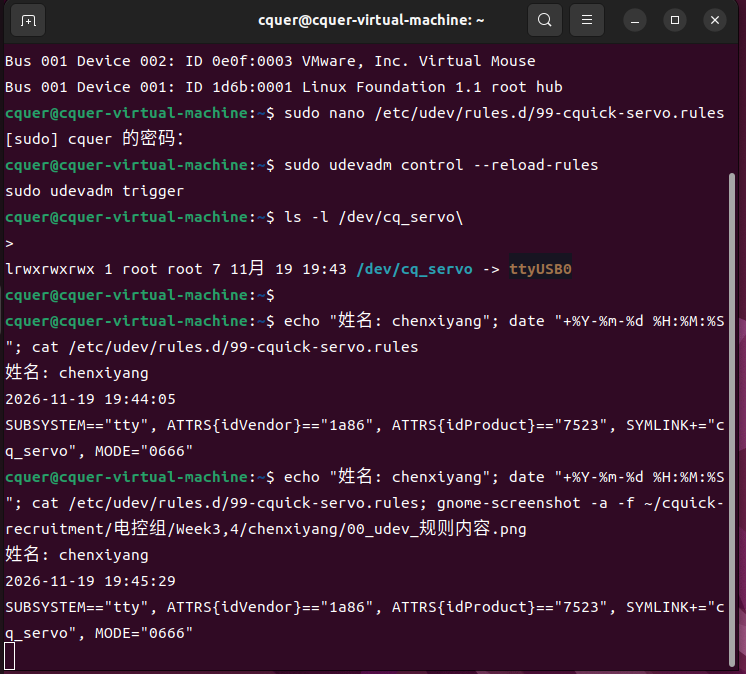 cquer@cquer-virtual-machine: ~
Bus 001 Device 002: ID 0e0f:0003 VMware, Inc. Virtual Mouse
Bus 001 Device 001: ID 1d6b:0001 Linux Foundation 1.1 root hub
cquer@cquer-virtual-machine:~$ sudo nano /etc/udev/rules.d/99-cquick-servo.rules
[sudo] cquer 的密码：
cquer@cquer-virtual-machine:~$ sudo udevadm control --reload-rules
sudo udevadm trigger
cquer@cquer-virtual-machine:~$ ls -l /dev/cq_servo\
>
lrwxrwxrwx 1 root root 7 11月 19 19:43 /dev/cq_servo -> ttyUSB0
cquer@cquer-virtual-machine:~$
cquer@cquer-virtual-machine:~$ echo "姓名: chenxiyang"; date "+%Y-%m-%d %H:%M:%S
"; cat /etc/udev/rules.d/99-cquick-servo.rules
姓名: chenxiyang
2026-11-19 19:44:05
SUBSYSTEM=="tty", ATTRS{idVendor}=="1a86", ATTRS{idProduct}=="7523", SYMLINK+="c
q_servo", MODE="0666"
cquer@cquer-virtual-machine:~$ echo "姓名: chenxiyang"; date "+%Y-%m-%d %H:%M:%S
"; cat /etc/udev/rules.d/99-cquick-servo.rules; gnome-screenshot -a -f ~/cquick-
recruitment/电控组/Week3,4/chenxiyang/00_udev_规则内容.png
姓名: chenxiyang
2026-11-19 19:45:29
SUBSYSTEM=="tty", ATTRS{idVendor}=="1a86", ATTRS{idProduct}=="7523", SYMLINK+="c
q_servo", MODE="0666"